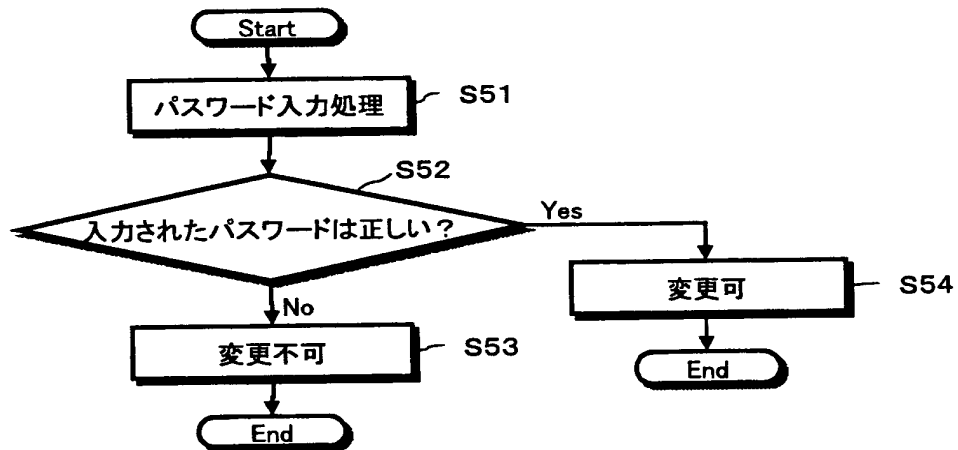 Start
パスワード入力処理
S51
S52
入力されたパスワードは正しい？
Yes
変更可
S54
No
変更不可
S53
End
End